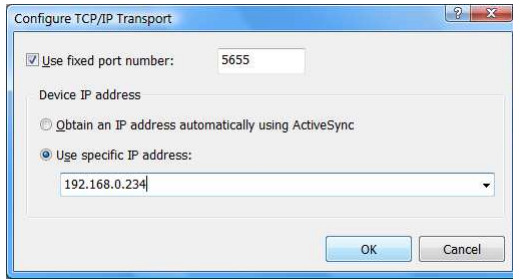 Configure TCP/IP Transport
Use fixed port number: 5655
Device IP address
Obtain an IP address automatically using ActiveSync
Use specific IP address:
192.168.0.234
OK Cancel